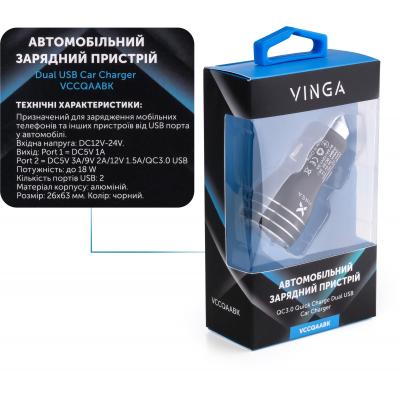 АВТОМОБІЛЬНИЙ
ЗАРЯДНИЙ ПРИСТРІЙ
Dual USB Car Charger
VCCQAABK
ТЕХНІЧНІ ХАРАКТЕРИСТИКИ:
Призначений для зарядження мобільних
телефонів та інших пристроїв від USB порта
у автомобілі.
Вхідна напруга: DC12V-24V.
Вихід: Port 1 = DC5V 1A
Port 2 = DC5V 3A/9V 2A/12V 1.5A/QC3.0 USB
Потужність: до 18 W
Кількість портів USB: 2
Матеріал корпусу: алюміній.
Розмір: 26x63 мм. Колір: чорний.
VINGA
АВТОМОБІЛЬНИЙ
ЗАРЯДНИЙ ПРИСТРІЙ
QC3.0 Quick Charge Dual USB
Car Charger
VCCQAABK